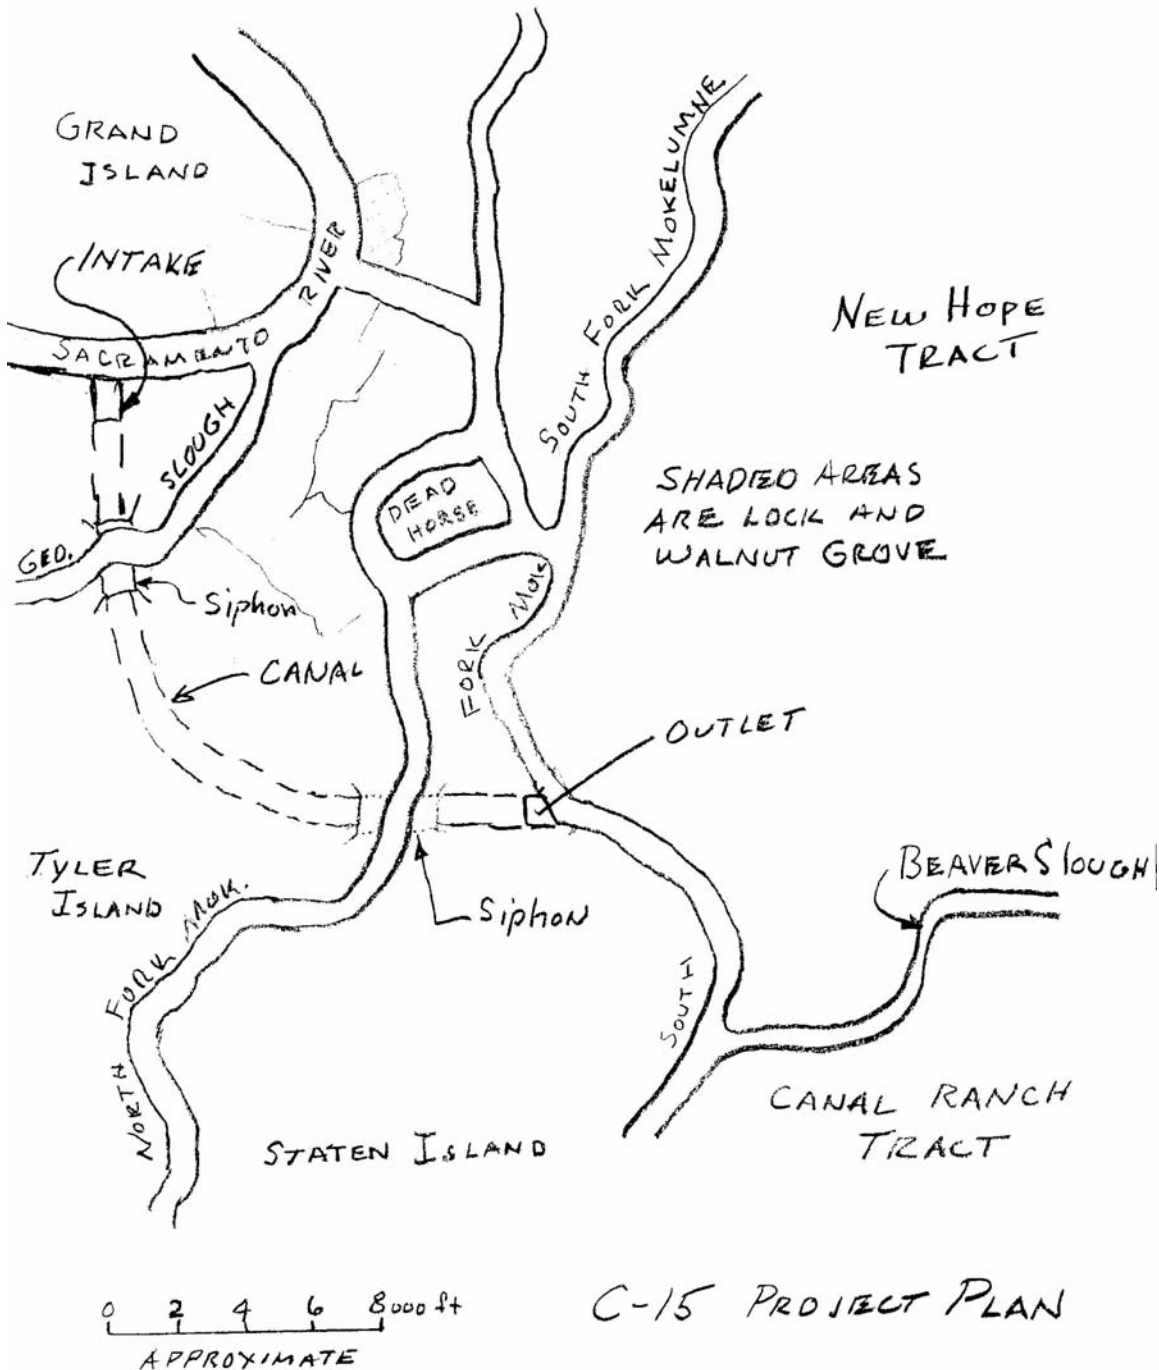 GRAND
ISLAND
INTAKE
SACRAMENTO RIVER
SLOUGH
GEO.
Siphon
CANAL
DEAD
HORSE
SOUTH FORK MOKELUMNE
NEW HOPE
TRACT
SHADED AREAS
ARE LOCK AND
WALNUT GROVE
FORK MOK
OUTLET
TYLER
ISLAND
Siphon
BEAVER Slough
NORTH FORK MOK.
SOUTH
STATEN ISLAND
CANAL RANCH
TRACT
0 2 4 6 8000 ft
APPROXIMATE
C-15 PROJECT PLAN